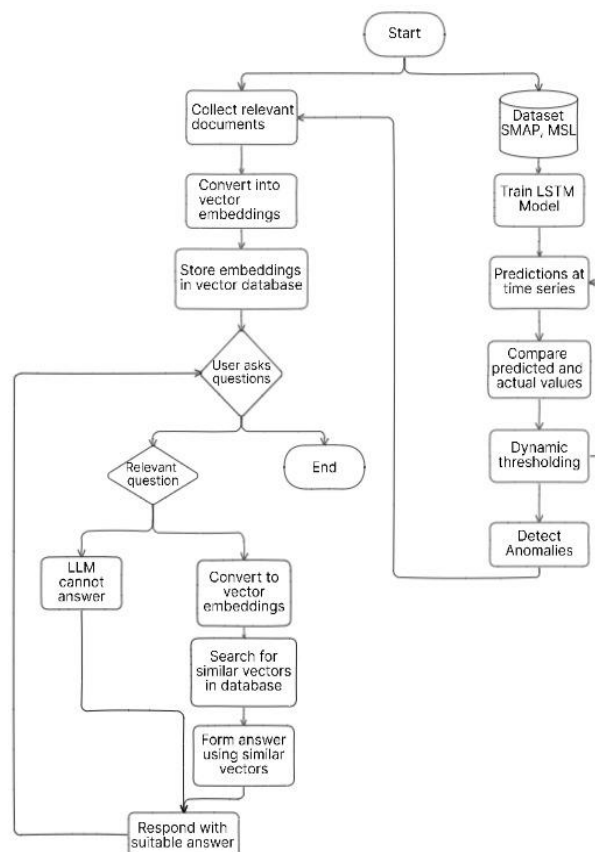 Start
Collect relevant
documents
Dataset
SMAP, MSL
Convert into
vector
embeddings
Train LSTM
Model
Store embeddings
in vector database
Predictions at
time series
User asks
questions
Compare
predicted and
actual values
Relevant
question
End
Dynamic
thresholding
LLM
cannot
answer
Convert to
vector
embeddings
Detect
Anomalies
Search for
similar vectors
in database
Form answer
using similar
vectors
Respond with
suitable answer